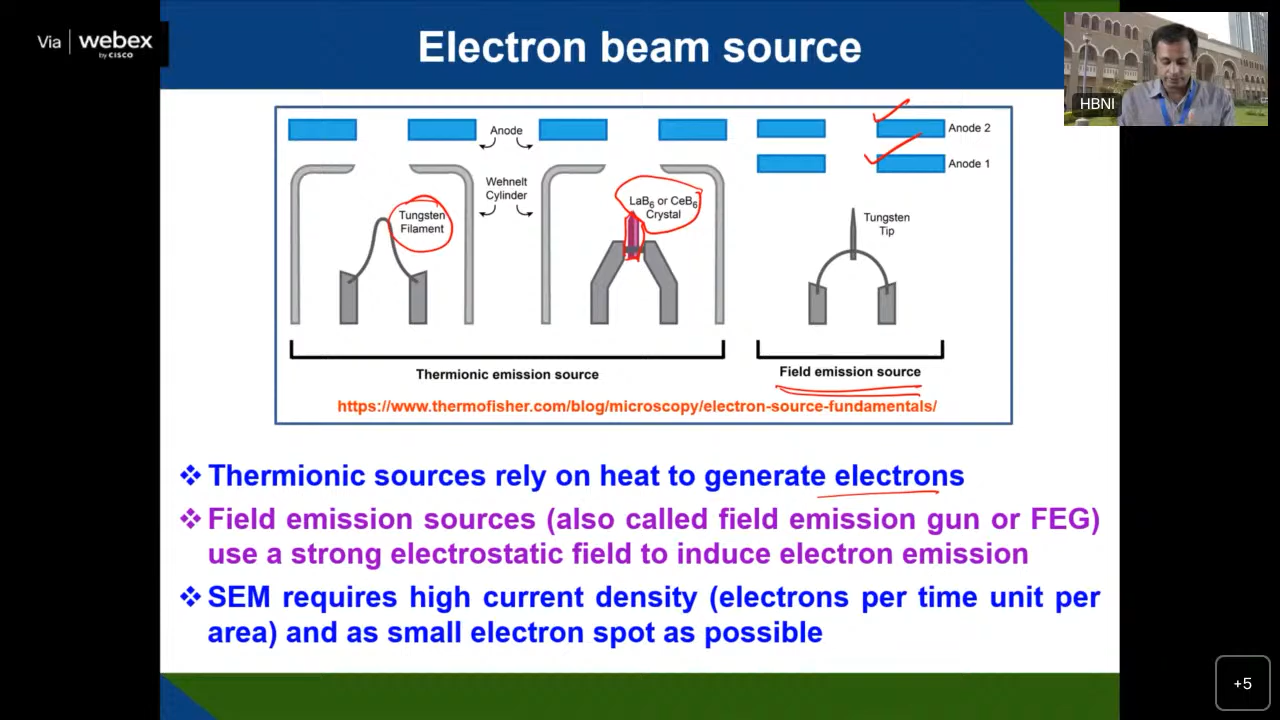 Via | webex
by CISCO
Electron beam source
HBNI
Anode
Anode 2
Anode 1
Wehnelt
Cylinder
Tungsten
Filament
LaB6 or CeB6
Crystal
Tungsten
Tip
Thermionic emission source
Field emission source
https://www.thermofisher.com/blog/microscopy/electron-source-fundamentals/
❖ Thermionic sources rely on heat to generate electrons
❖ Field emission sources (also called field emission gun or FEG)
use a strong electrostatic field to induce electron emission
❖ SEM requires high current density (electrons per time unit per
area) and as small electron spot as possible
+5